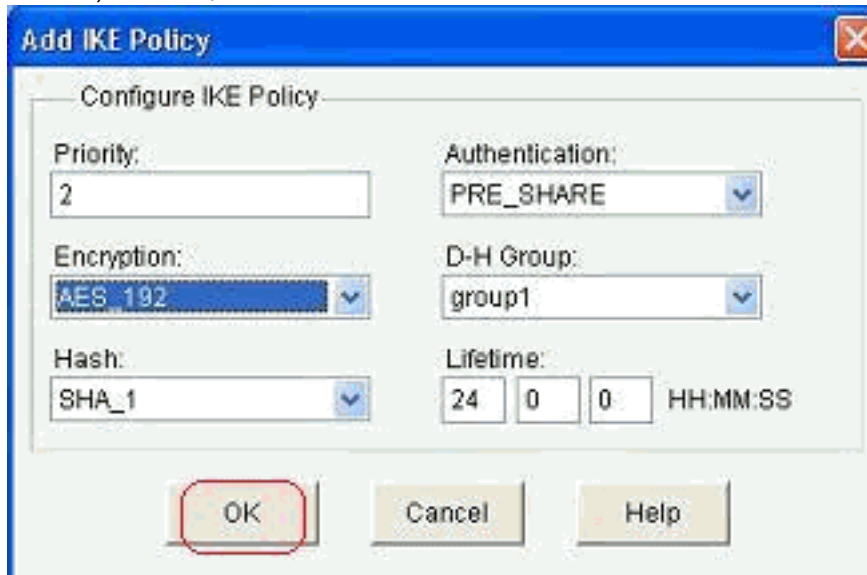 Add IKE Policy
Configure IKE Policy
Priority:
2
Authentication:
PRE_SHARE
Encryption:
AES_192
D-H Group:
group1
Hash:
SHA_1
Lifetime:
24 0 0 HH:MM:SS
OK Cancel Help